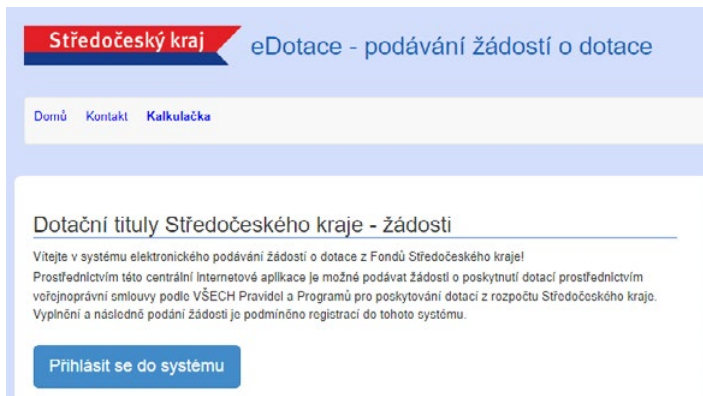 Středočeský kraj
eDotace - podávání žádostí o dotace
Domů Kontakt Kalkulačka
Dotační tituly Středočeského kraje - žádosti
Vítejte v systému elektronického podávání žádostí o dotace z Fondů Středočeského kraje!
Prostřednictvím této centrální Internetové aplikace je možné podávat žádosti o poskytnutí dotací prostřednictvím
veřejnoprávní smlouvy podle VŠECH Pravidel a Programů pro poskytování dotací z rozpočtu Středočeského kraje.
Vyplnění a následné podání žádosti je podmíněno registrací do tohoto systému.
Přihlásit se do systému